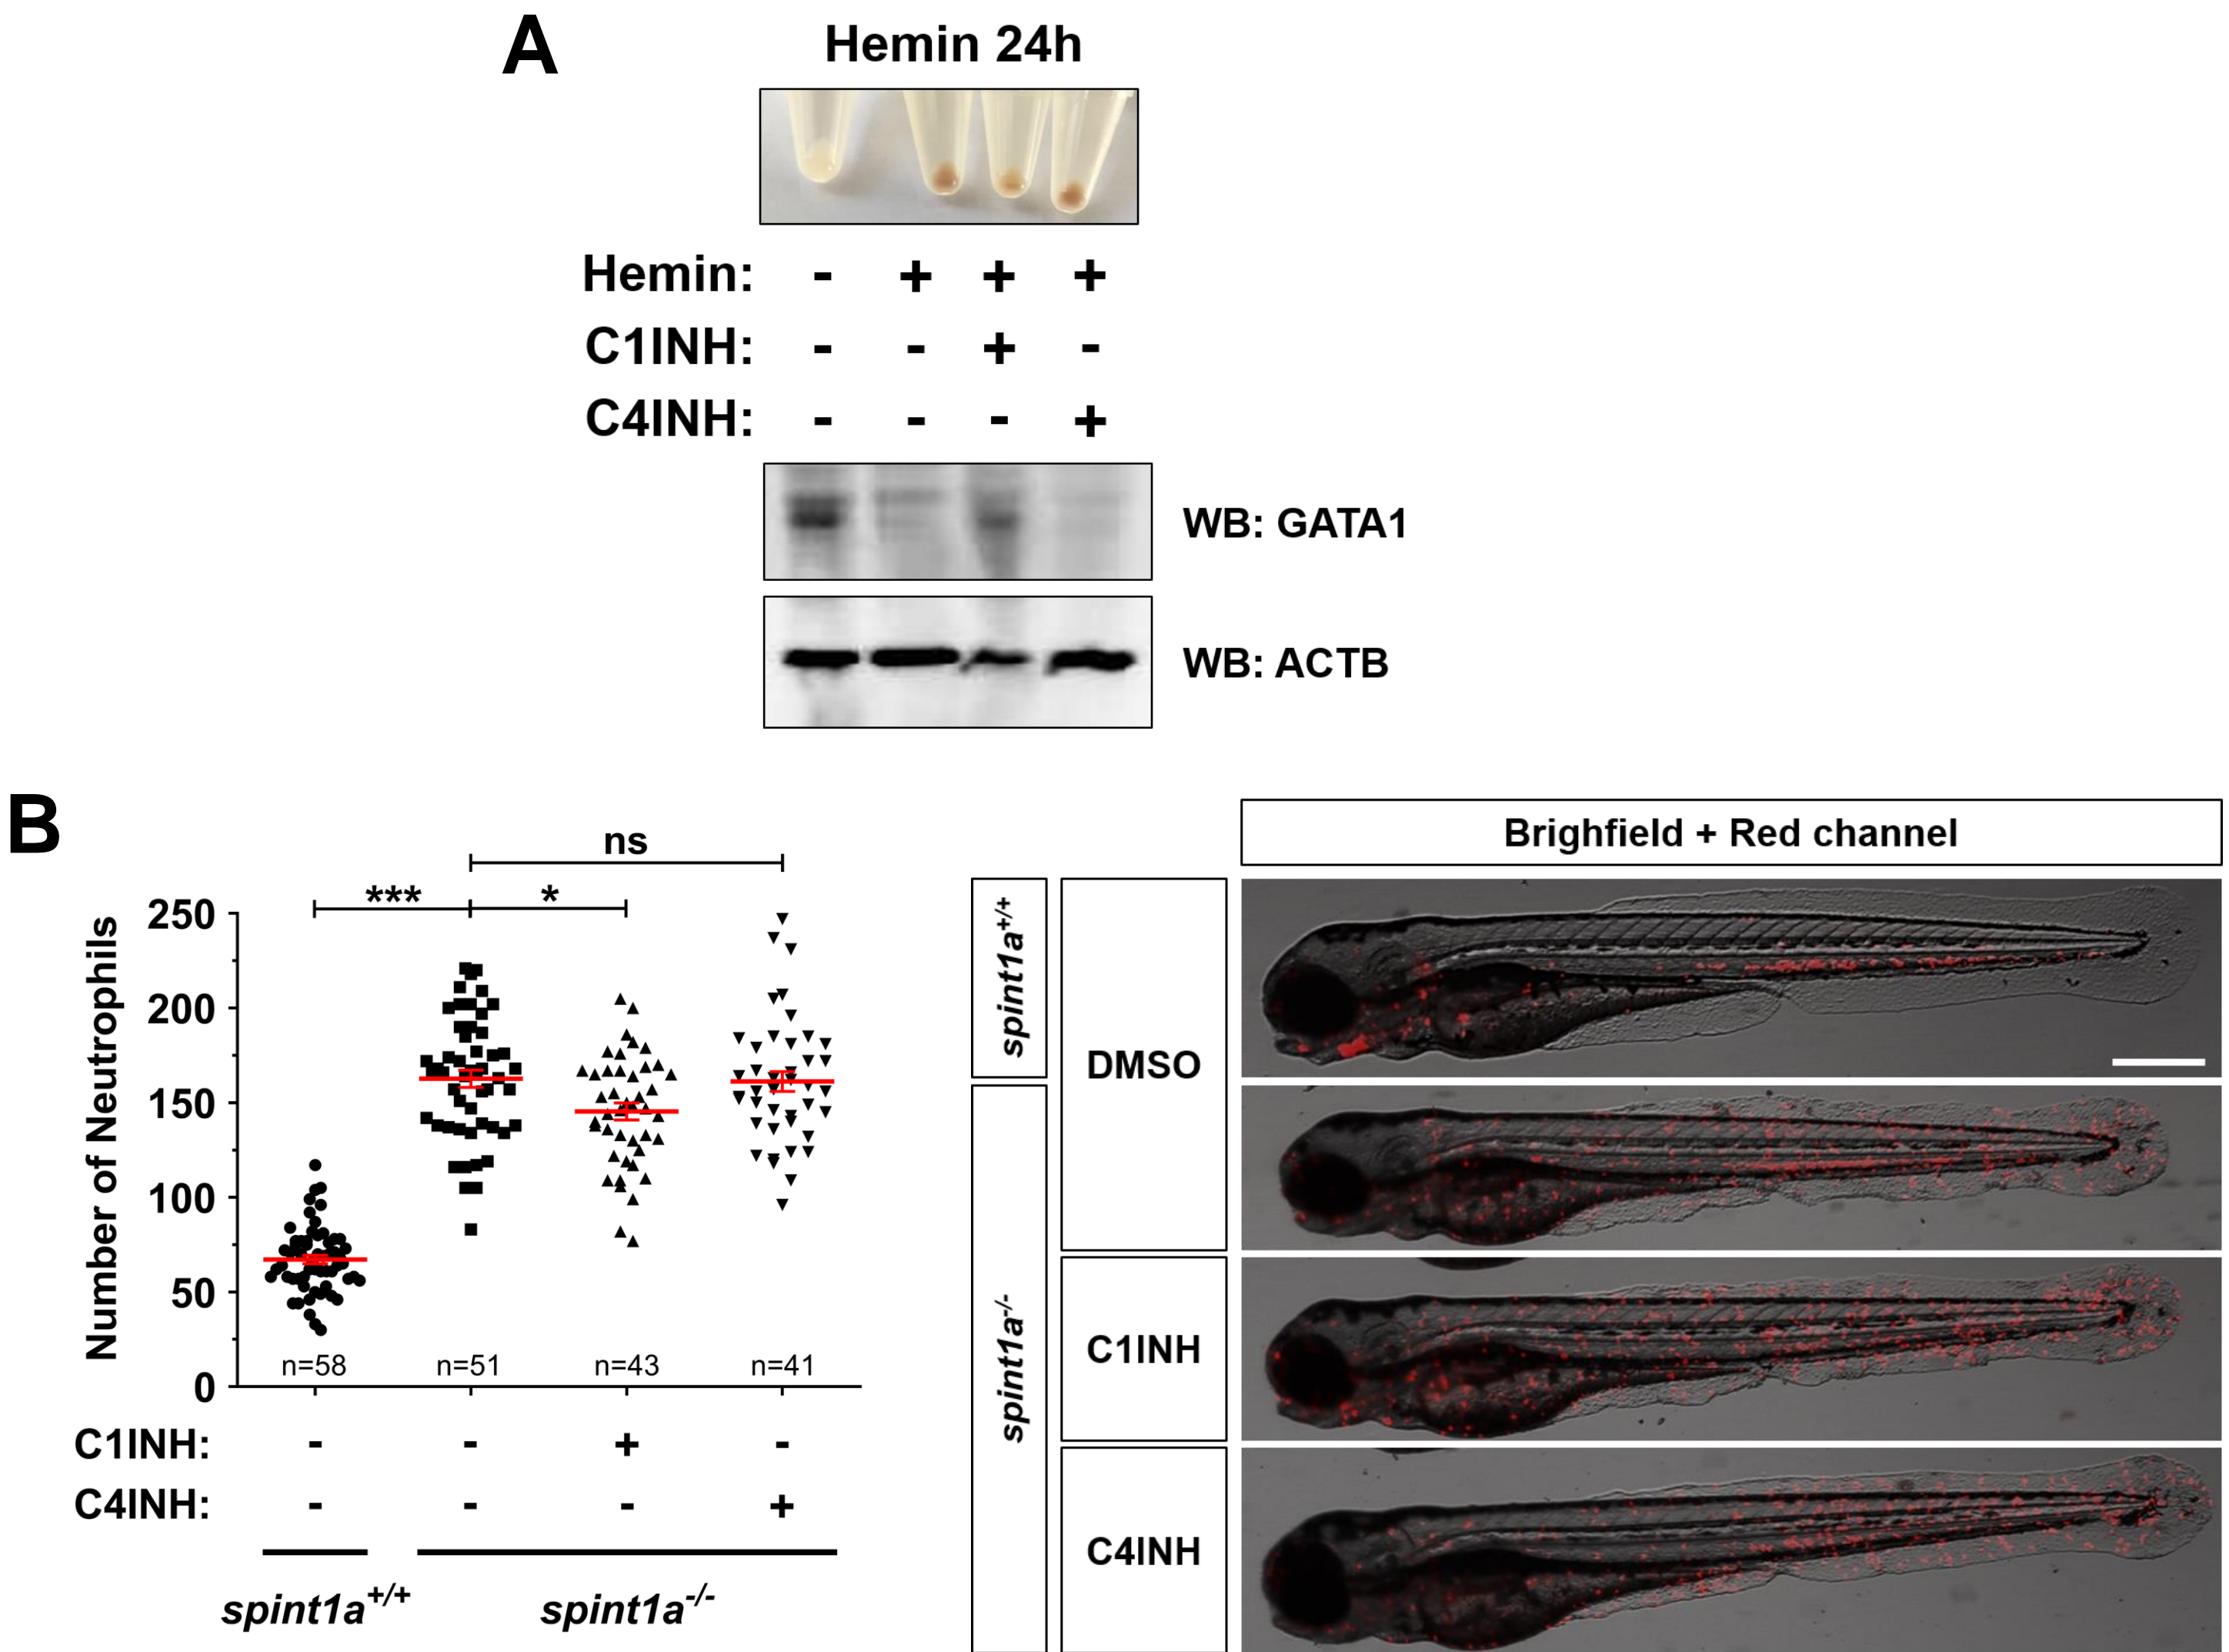 A
Hemin 24h
Hemin: - + + +
C1INH: - - + -
C4INH: - - - +
WB: GATA1
WB: ACTB
B
ns
*** *
Number of Neutrophils
250
200
150
100
50
0
n=58 n=51 n=43 n=41
C1INH: - - + -
C4INH: - - - +
spint1a+/+ spint1a-/-
Brighfield + Red channel
spint1a+/+
spint1a-/-
DMSO
C1INH
C4INH